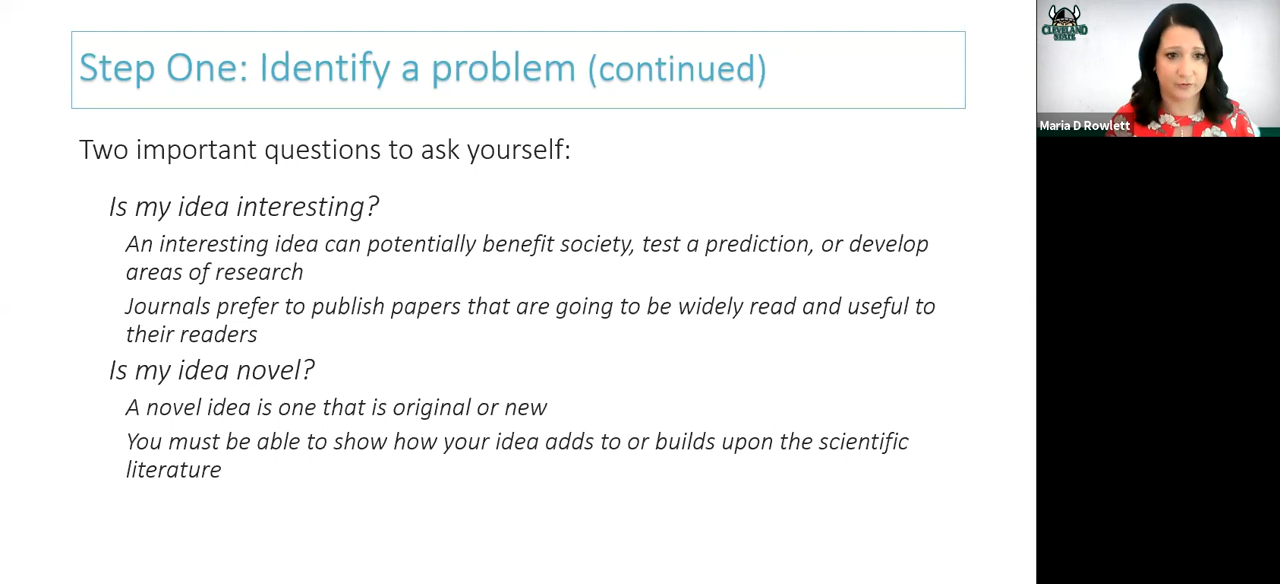 Step One: Identify a problem (continued)
Two important questions to ask yourself:
Is my idea interesting?
An interesting idea can potentially benefit society, test a prediction, or develop
areas of research
Journals prefer to publish papers that are going to be widely read and useful to
their readers
Is my idea novel?
A novel idea is one that is original or new
You must be able to show how your idea adds to or builds upon the scientific
literature
CLEVELAND
STATE
Maria D Rowlett